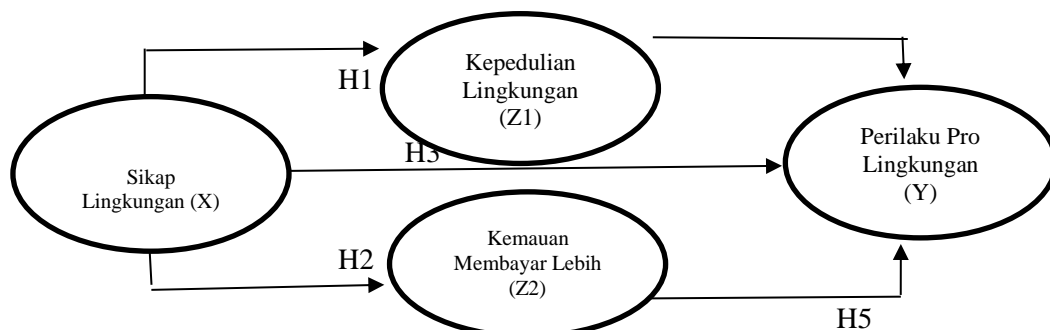 Kepedulian
Lingkungan
(Z1)
H1
H3
Sikap
Lingkungan (X)
Perilaku Pro
Lingkungan
(Y)
H2
Kemauan
Membayar Lebih
(Z2)
H5